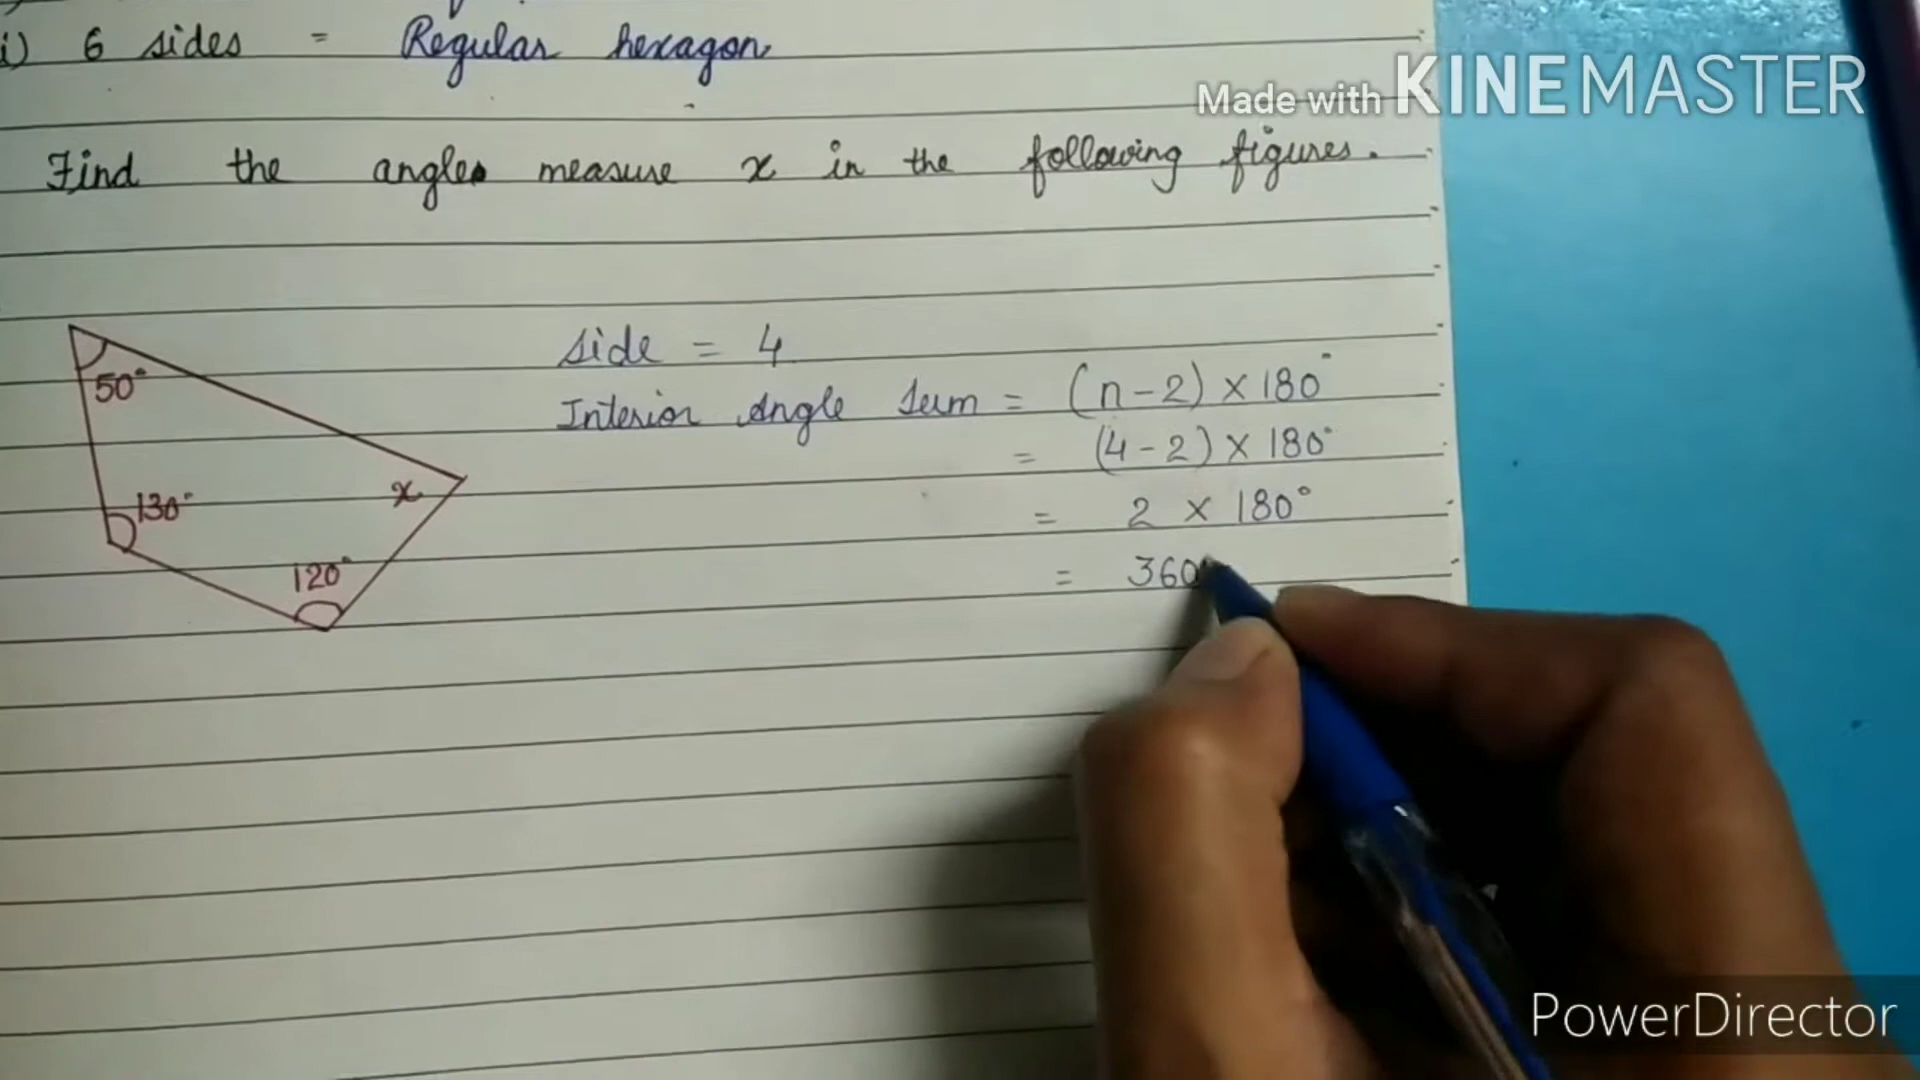 i) 6 sides = Regular hexagon
Made with KINEMASTER
Find the angles measure x in the following figures.
side = 4
Interior Angle Sum = (n-2) × 180°
= (4-2) × 180°
= 2 × 180°
= 360
50°
130°
x
120°
PowerDirector